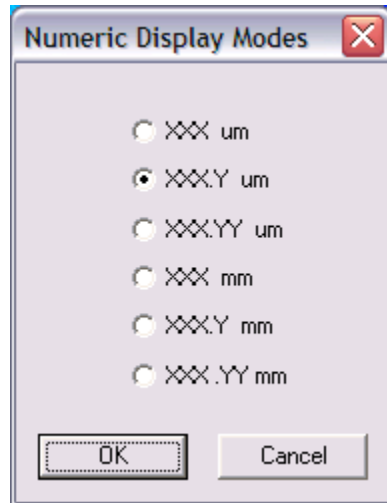 Numeric Display Modes
XXX um
XXX.Y um
XXX.YY um
XXX mm
XXX.Y mm
XXX .YY mm
OK Cancel